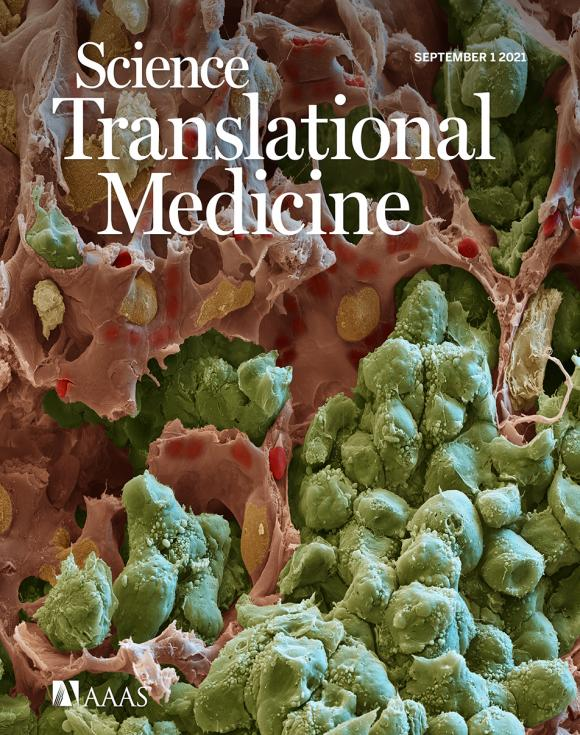 SEPTEMBER 1 2021
Science
Translational
Medicine
AAAS